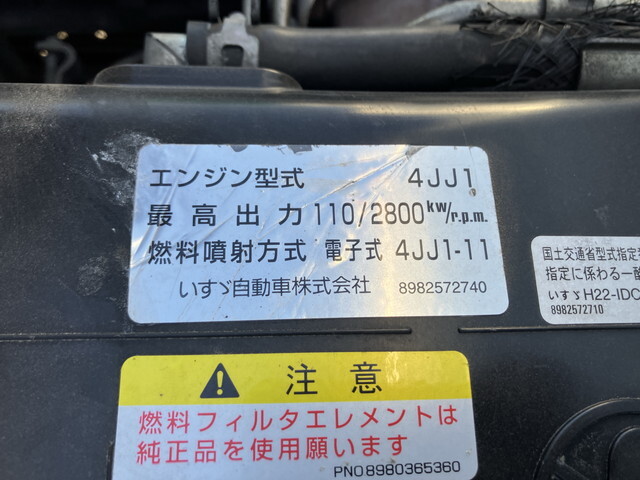 エンジン型式 4JJ1
最高出力 110/2800kw/r.p.m.
燃料噴射方式 電子式 4JJ1-11
いすゞ自動車株式会社 8982572740
国土交通省型式指定
指定に係わる一酸
いすゞH22-IDC
8982572710
注意
燃料フィルタエレメントは
純正品を使用願います
PNO.8980365360